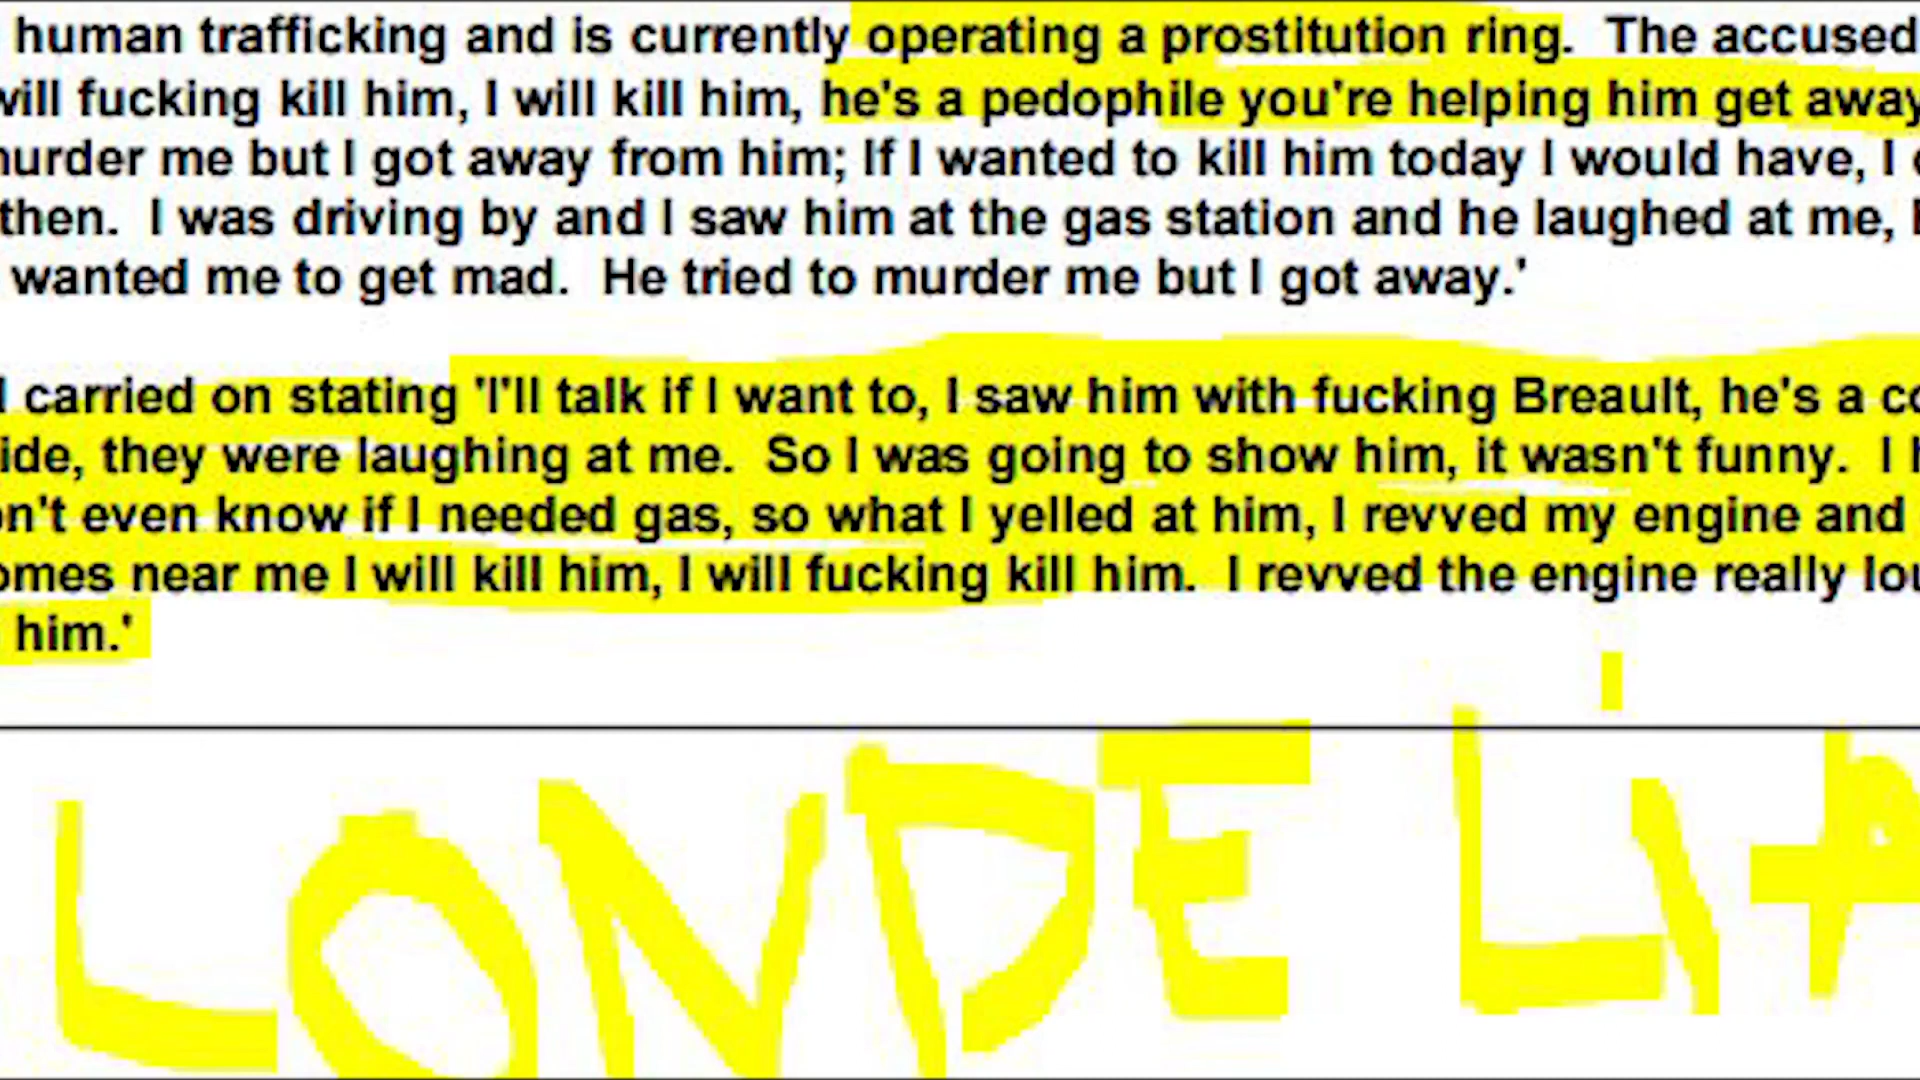 human trafficking and is currently operating a prostitution ring. The accused
will fucking kill him, I will kill him, he's a pedophile you're helping him get away
murder me but I got away from him; If I wanted to kill him today I would have, I
then. I was driving by and I saw him at the gas station and he laughed at me,
wanted me to get mad. He tried to murder me but I got away.'
carried on stating 'I'll talk if I want to, I saw him with fucking Breault, he's a
they were laughing at me. So I was going to show him, it wasn't funny. I
even know if I needed gas, so what I yelled at him, I revved my engine and
near me I will kill him, I will fucking kill him. I revved the engine really
him.'
LONDE